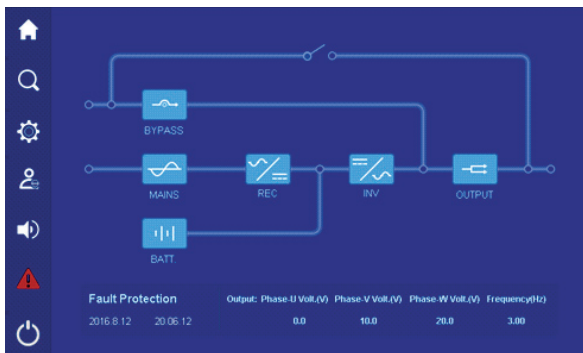 BYPASS
MAINS
REC
INV
OUTPUT
BATT.
Fault Protection
Output: Phase-U Volt.(V) Phase-V Volt.(V) Phase-W Volt.(V) Frequency(Hz)
2016.8.12 20:06:12
0.0 10.0 20.0 3.00